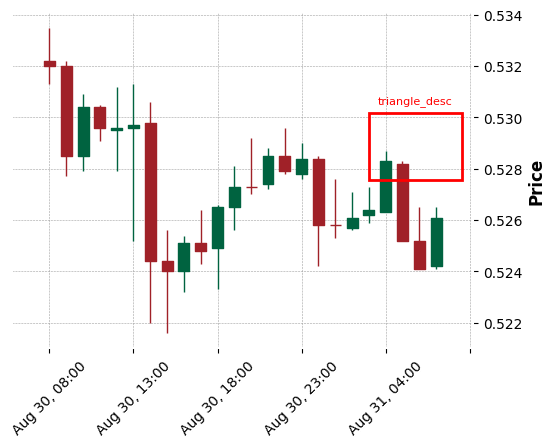 0.534
0.532
triangle_desc
0.530
0.528
Price
0.526
0.524
0.522
Aug 30, 08:00
Aug 30, 13:00
Aug 30, 18:00
Aug 30, 23:00
Aug 31, 04:00